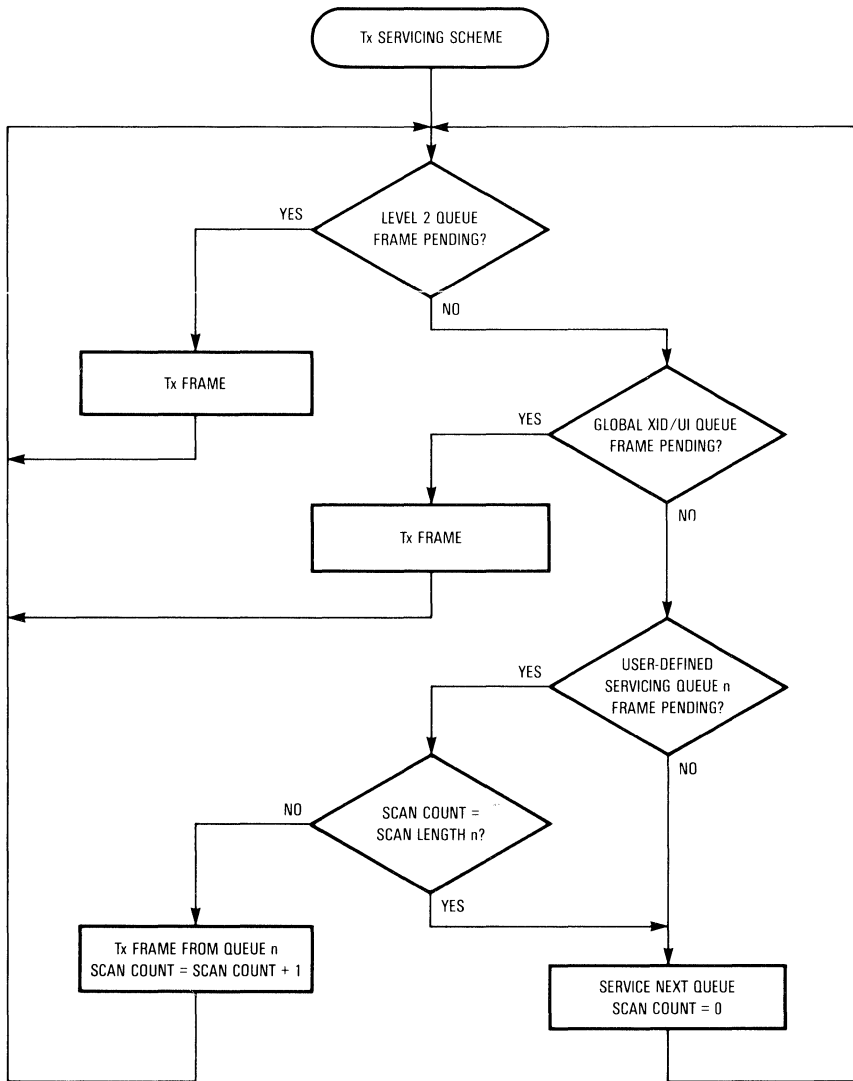 Tx SERVICING SCHEME
YES
LEVEL 2 QUEUE
FRAME PENDING?
NO
Tx FRAME
YES
GLOBAL XID/UI QUEUE
FRAME PENDING?
Tx FRAME
NO
YES
USER-DEFINED
SERVICING QUEUE n
FRAME PENDING?
NO
NO
SCAN COUNT =
SCAN LENGTH n?
YES
Tx FRAME FROM QUEUE n
SCAN COUNT = SCAN COUNT + 1
SERVICE NEXT QUEUE
SCAN COUNT = 0